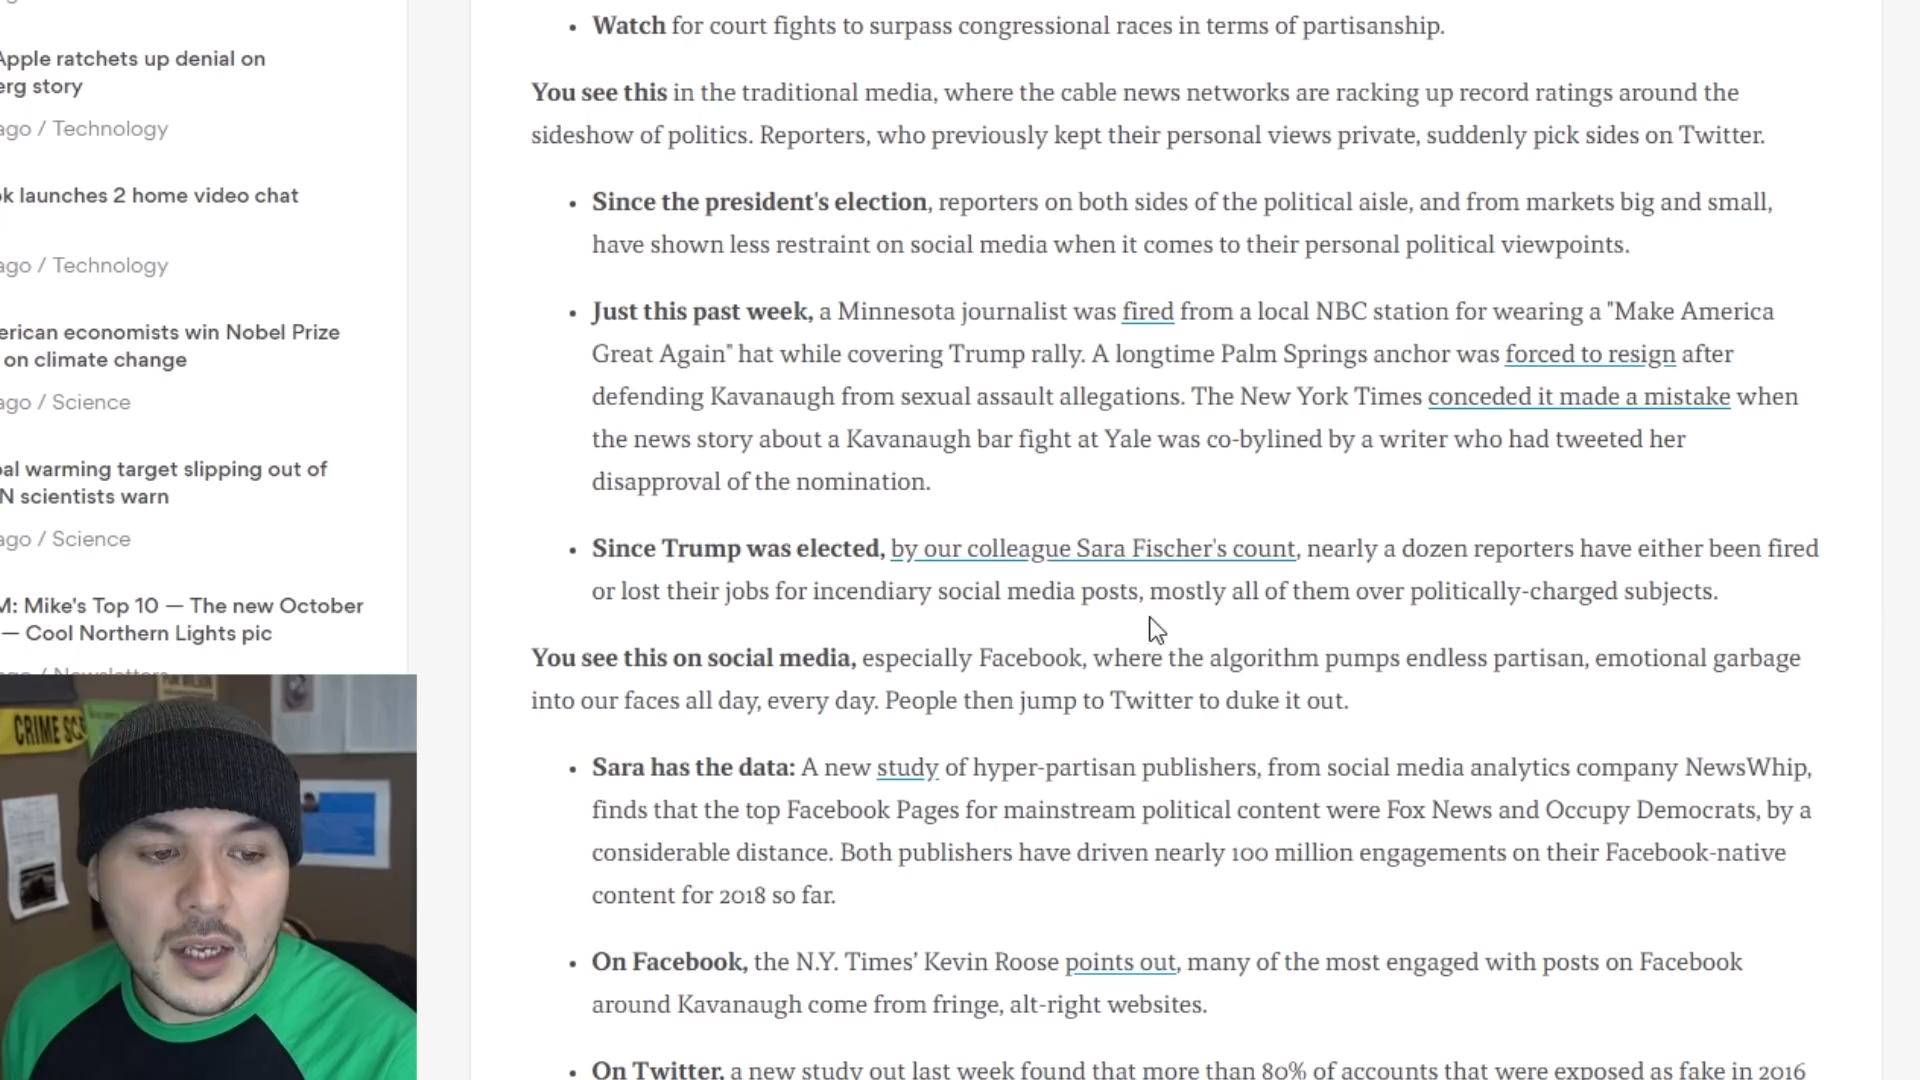 Apple ratchets up denial on
erg story
ago / Technology
k launches 2 home video chat
ago / Technology
erican economists win Nobel Prize
on climate change
ago / Science
bal warming target slipping out of
N scientists warn
ago / Science
M: Mike's Top 10 — The new October
— Cool Northern Lights pic
ago / Newsletters
CRIME SC
• Watch for court fights to surpass congressional races in terms of partisanship.
You see this in the traditional media, where the cable news networks are racking up record ratings around the
sideshow of politics. Reporters, who previously kept their personal views private, suddenly pick sides on Twitter.
• Since the president's election, reporters on both sides of the political aisle, and from markets big and small,
have shown less restraint on social media when it comes to their personal political viewpoints.
• Just this past week, a Minnesota journalist was fired from a local NBC station for wearing a "Make America
Great Again" hat while covering Trump rally. A longtime Palm Springs anchor was forced to resign after
defending Kavanaugh from sexual assault allegations. The New York Times conceded it made a mistake when
the news story about a Kavanaugh bar fight at Yale was co-bylined by a writer who had tweeted her
disapproval of the nomination.
• Since Trump was elected, by our colleague Sara Fischer's count, nearly a dozen reporters have either been fired
or lost their jobs for incendiary social media posts, mostly all of them over politically-charged subjects.
You see this on social media, especially Facebook, where the algorithm pumps endless partisan, emotional garbage
into our faces all day, every day. People then jump to Twitter to duke it out.
• Sara has the data: A new study of hyper-partisan publishers, from social media analytics company NewsWhip,
finds that the top Facebook Pages for mainstream political content were Fox News and Occupy Democrats, by a
considerable distance. Both publishers have driven nearly 100 million engagements on their Facebook-native
content for 2018 so far.
• On Facebook, the N.Y. Times’ Kevin Roose points out, many of the most engaged with posts on Facebook
around Kavanaugh come from fringe, alt-right websites.
• On Twitter, a new study out last week found that more than 80% of accounts that were exposed as fake in 2016